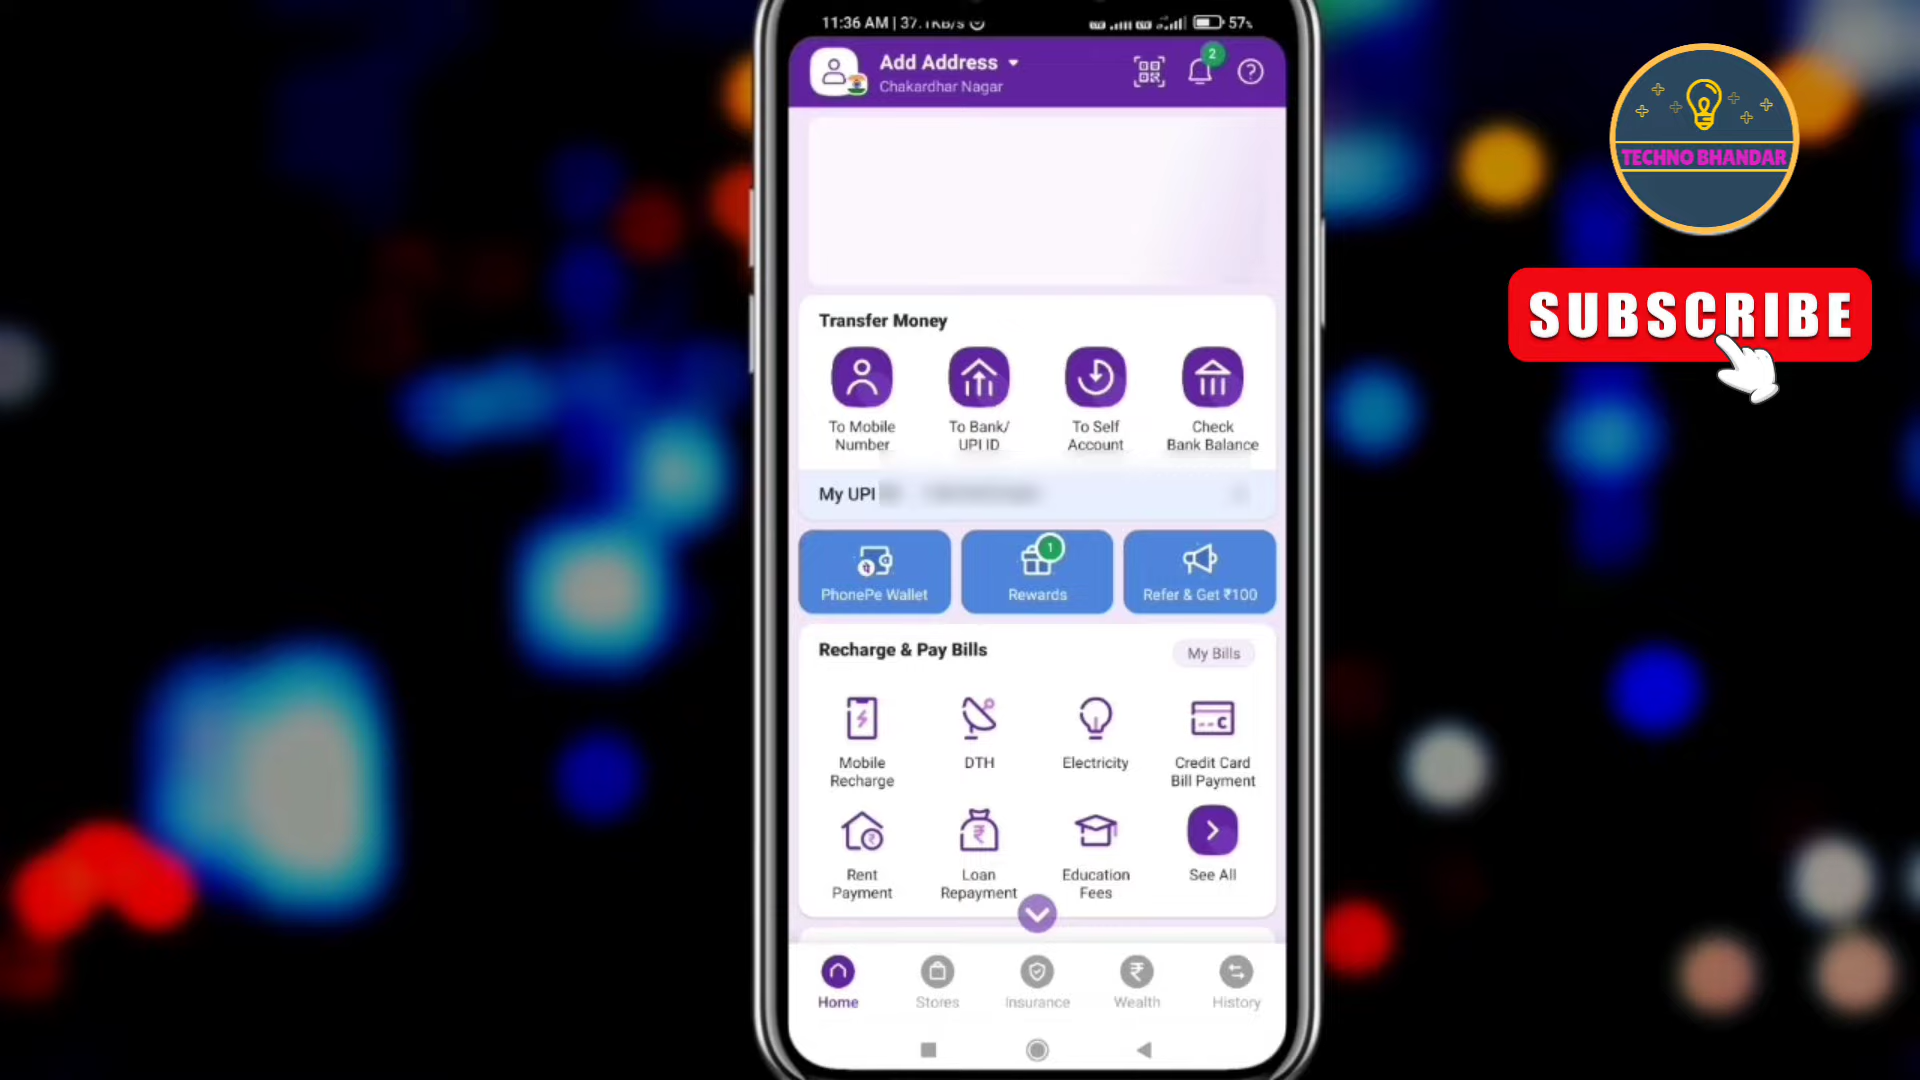 11:36 AM | 37.1KB/s
57%
Add Address
Chakardhar Nagar
2
TECHNO BHANDAR
SUBSCRIBE
Transfer Money
To Mobile Number
To Bank/ UPI ID
To Self Account
Check Bank Balance
My UPI
1
PhonePe Wallet
Rewards
Refer & Get ₹100
Recharge & Pay Bills
My Bills
Mobile Recharge
DTH
Electricity
Credit Card Bill Payment
Rent Payment
Loan Repayment
Education Fees
See All
Home
Stores
Insurance
Wealth
History